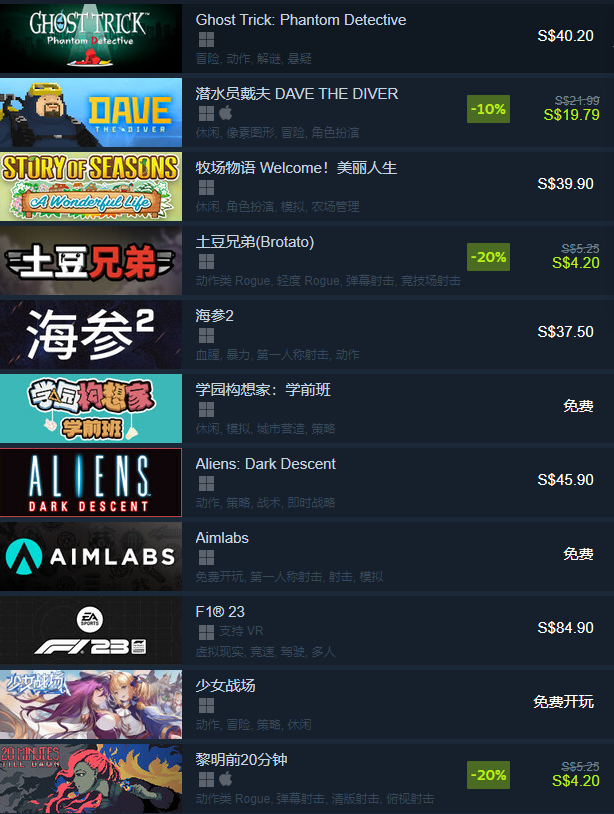 GHOST TRICK
Phantom Detective
Ghost Trick: Phantom Detective
S$40.20
冒险, 动作, 解谜, 悬疑
DAVE
THE DIVER
潜水员戴夫 DAVE THE DIVER
-10%
S$21.99
S$19.79
休闲, 像素图形, 冒险, 角色扮演
STORY OF SEASONS
A Wonderful Life
牧场物语 Welcome！美丽人生
S$39.90
休闲, 角色扮演, 模拟, 农场管理
土豆兄弟
土豆兄弟(Brotato)
-20%
S$5.25
S$4.20
动作类 Rogue, 轻度 Rogue, 弹幕射击, 竞技场射击
海参2
海参2
S$37.50
血腥, 暴力, 第一人称射击, 动作
学园构想家
学前班
学园构想家：学前班
免费
休闲, 模拟, 城市营造, 策略
ALIENS
DARK DESCENT
Aliens: Dark Descent
S$45.90
动作, 策略, 战术, 即时战略
AIMLABS
Aimlabs
免费
免费开玩, 第一人称射击, 射击, 模拟
EA
SPORTS
F1 23
F1® 23
支持 VR
S$84.90
虚拟现实, 竞速, 驾驶, 多人
少女战场
少女战场
免费开玩
动作, 冒险, 策略, 休闲
20 MINUTES
TILL DAWN
黎明前20分钟
-20%
S$5.25
S$4.20
动作类 Rogue, 弹幕射击, 清版射击, 俯视射击